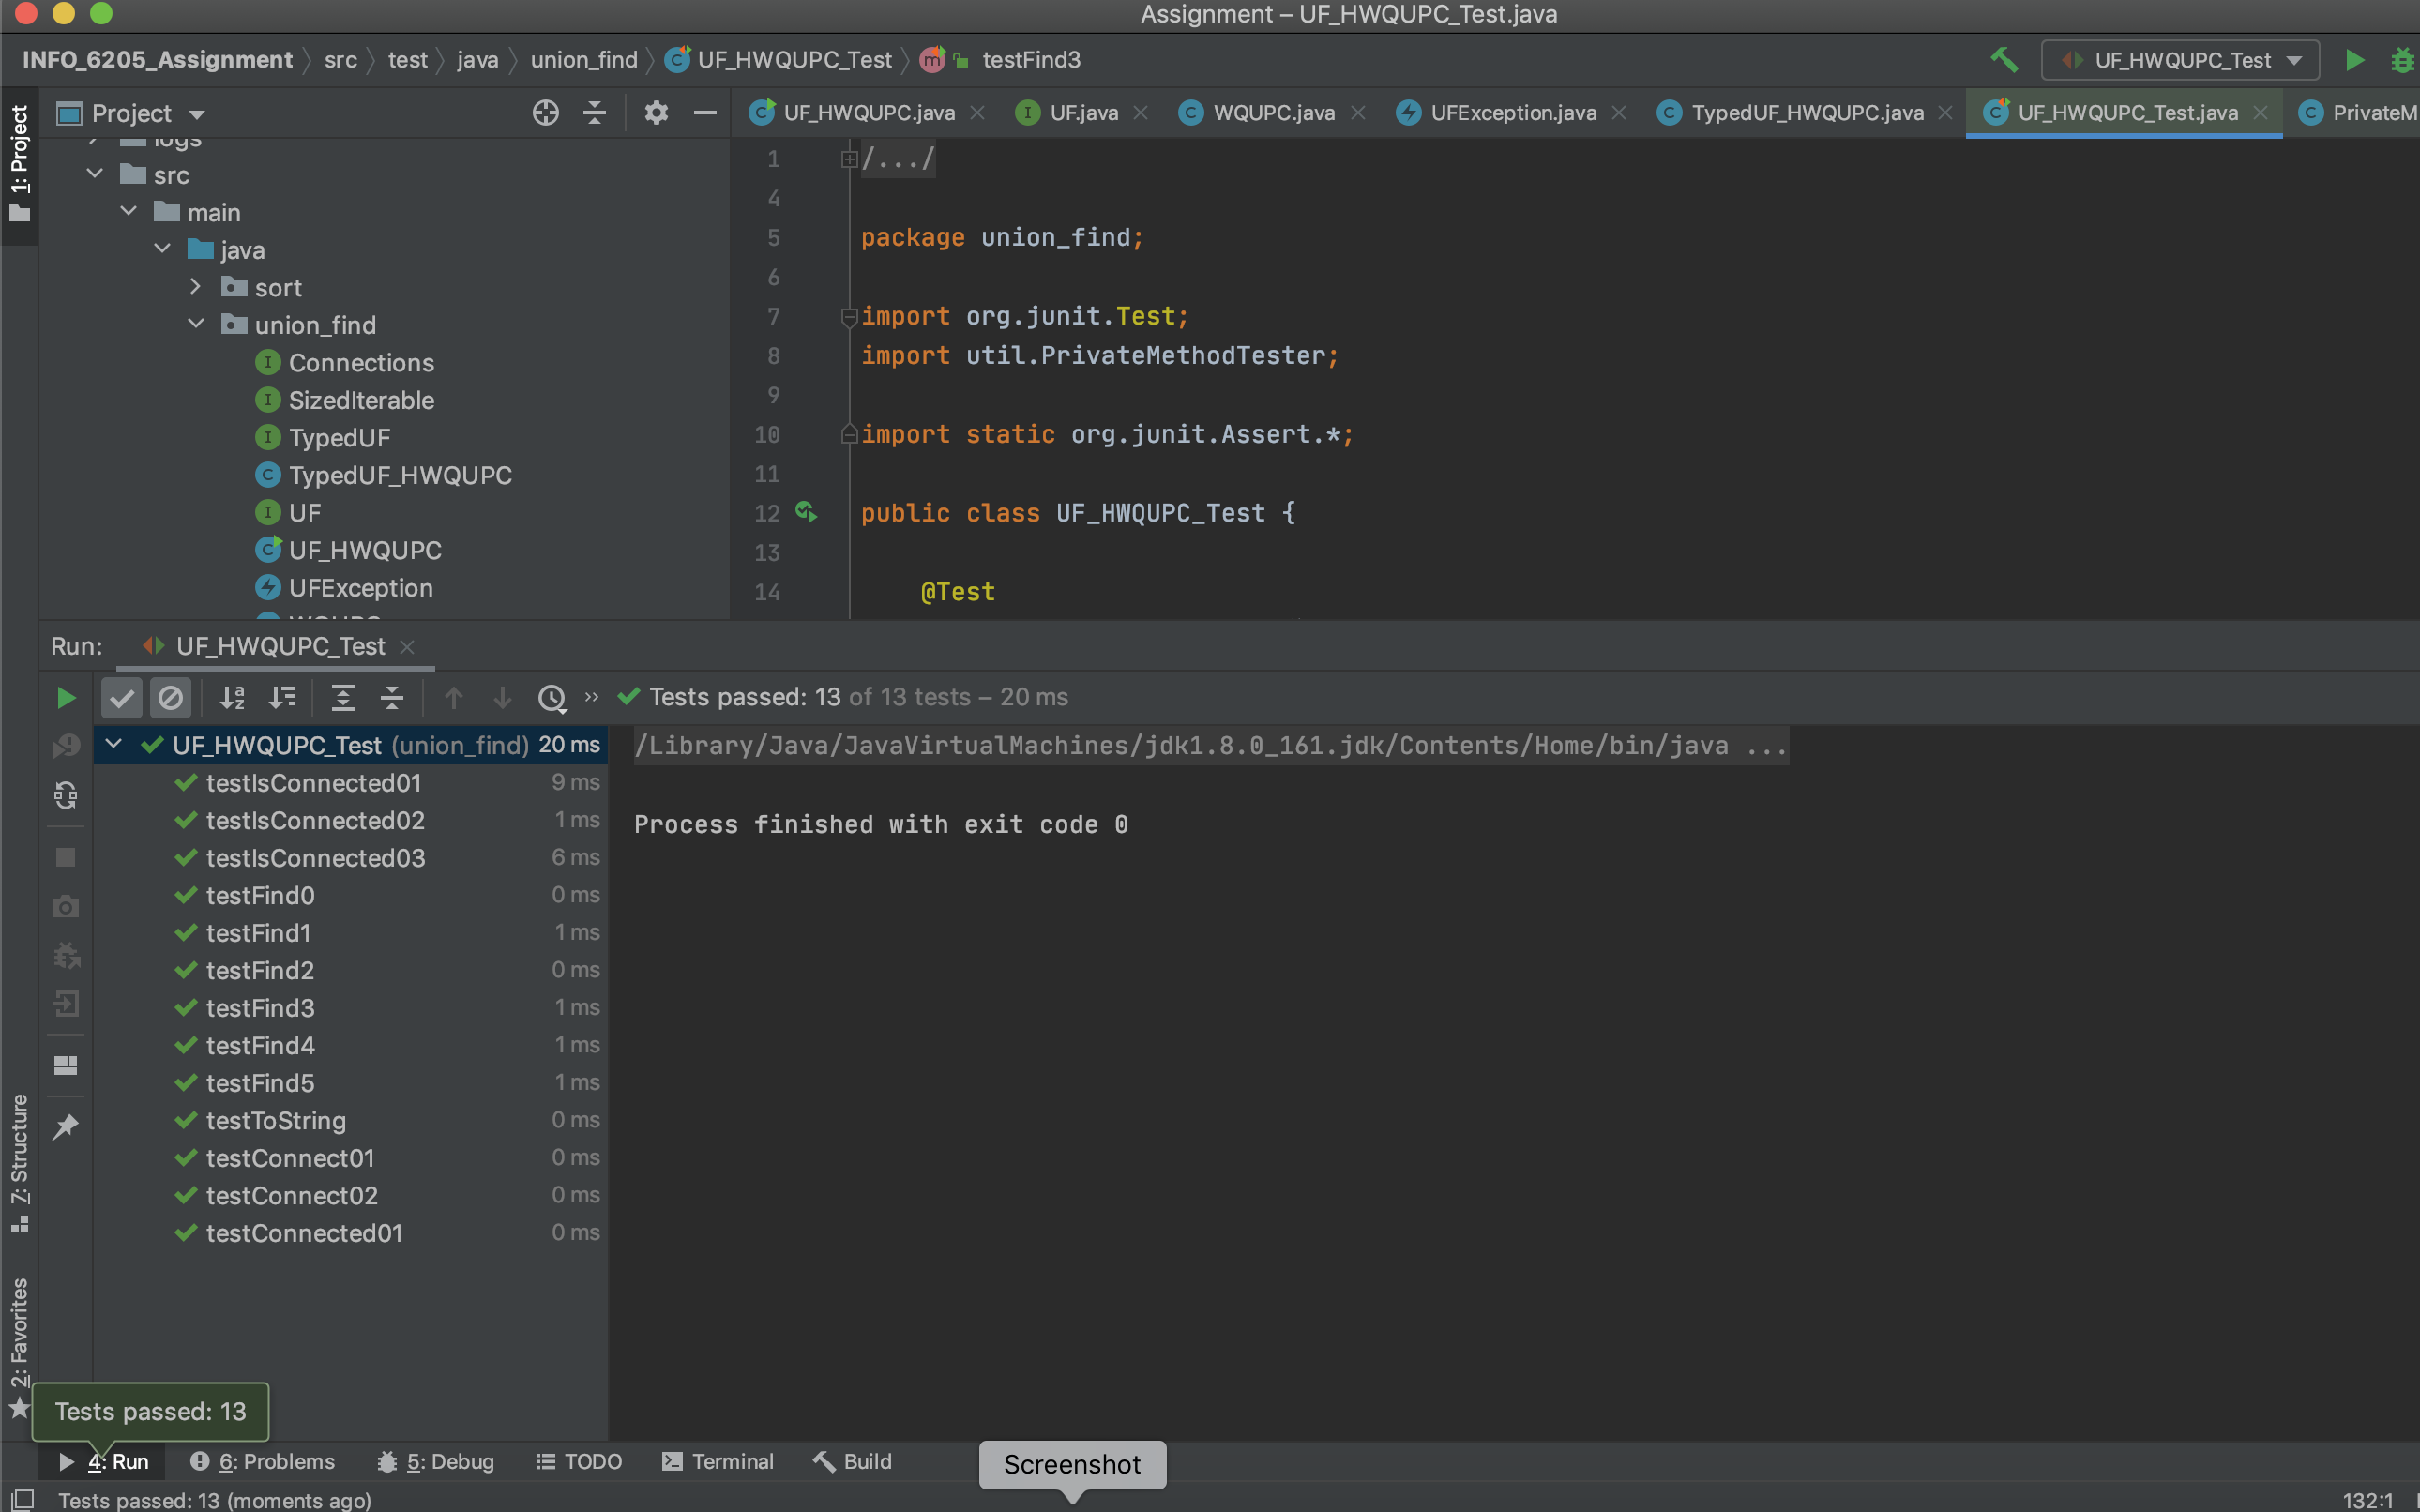 Assignment – UF_HWQUPC_Test.java
INFO_6205_Assignment src test java union_find UF_HWQUPC_Test testFind3
UF_HWQUPC_Test
1: Project
Project
UF_HWQUPC.java UF.java WQUPC.java UFException.java TypedUF_HWQUPC.java UF_HWQUPC_Test.java PrivateM
logs
src
main
java
sort
union_find
Connections
SizedIterable
TypedUF
TypedUF_HWQUPC
UF
UF_HWQUPC
UFException
WQUPC
1 /.../
4
5 package union_find;
6
7 import org.junit.Test;
8 import util.PrivateMethodTester;
9
10 import static org.junit.Assert.*;
11
12 public class UF_HWQUPC_Test {
13
14 @Test
Run: UF_HWQUPC_Test
Tests passed: 13 of 13 tests – 20 ms
UF_HWQUPC_Test (union_find) 20 ms
testIsConnected01 9 ms
testIsConnected02 1 ms
testIsConnected03 6 ms
testFind0 0 ms
testFind1 1 ms
testFind2 0 ms
testFind3 1 ms
testFind4 1 ms
testFind5 1 ms
testToString 0 ms
testConnect01 0 ms
testConnect02 0 ms
testConnected01 0 ms
/Library/Java/JavaVirtualMachines/jdk1.8.0_161.jdk/Contents/Home/bin/java ...
Process finished with exit code 0
7: Structure
2: Favorites
Tests passed: 13
4: Run 6: Problems 5: Debug TODO Terminal Build
Screenshot
Tests passed: 13 (moments ago)
132:1